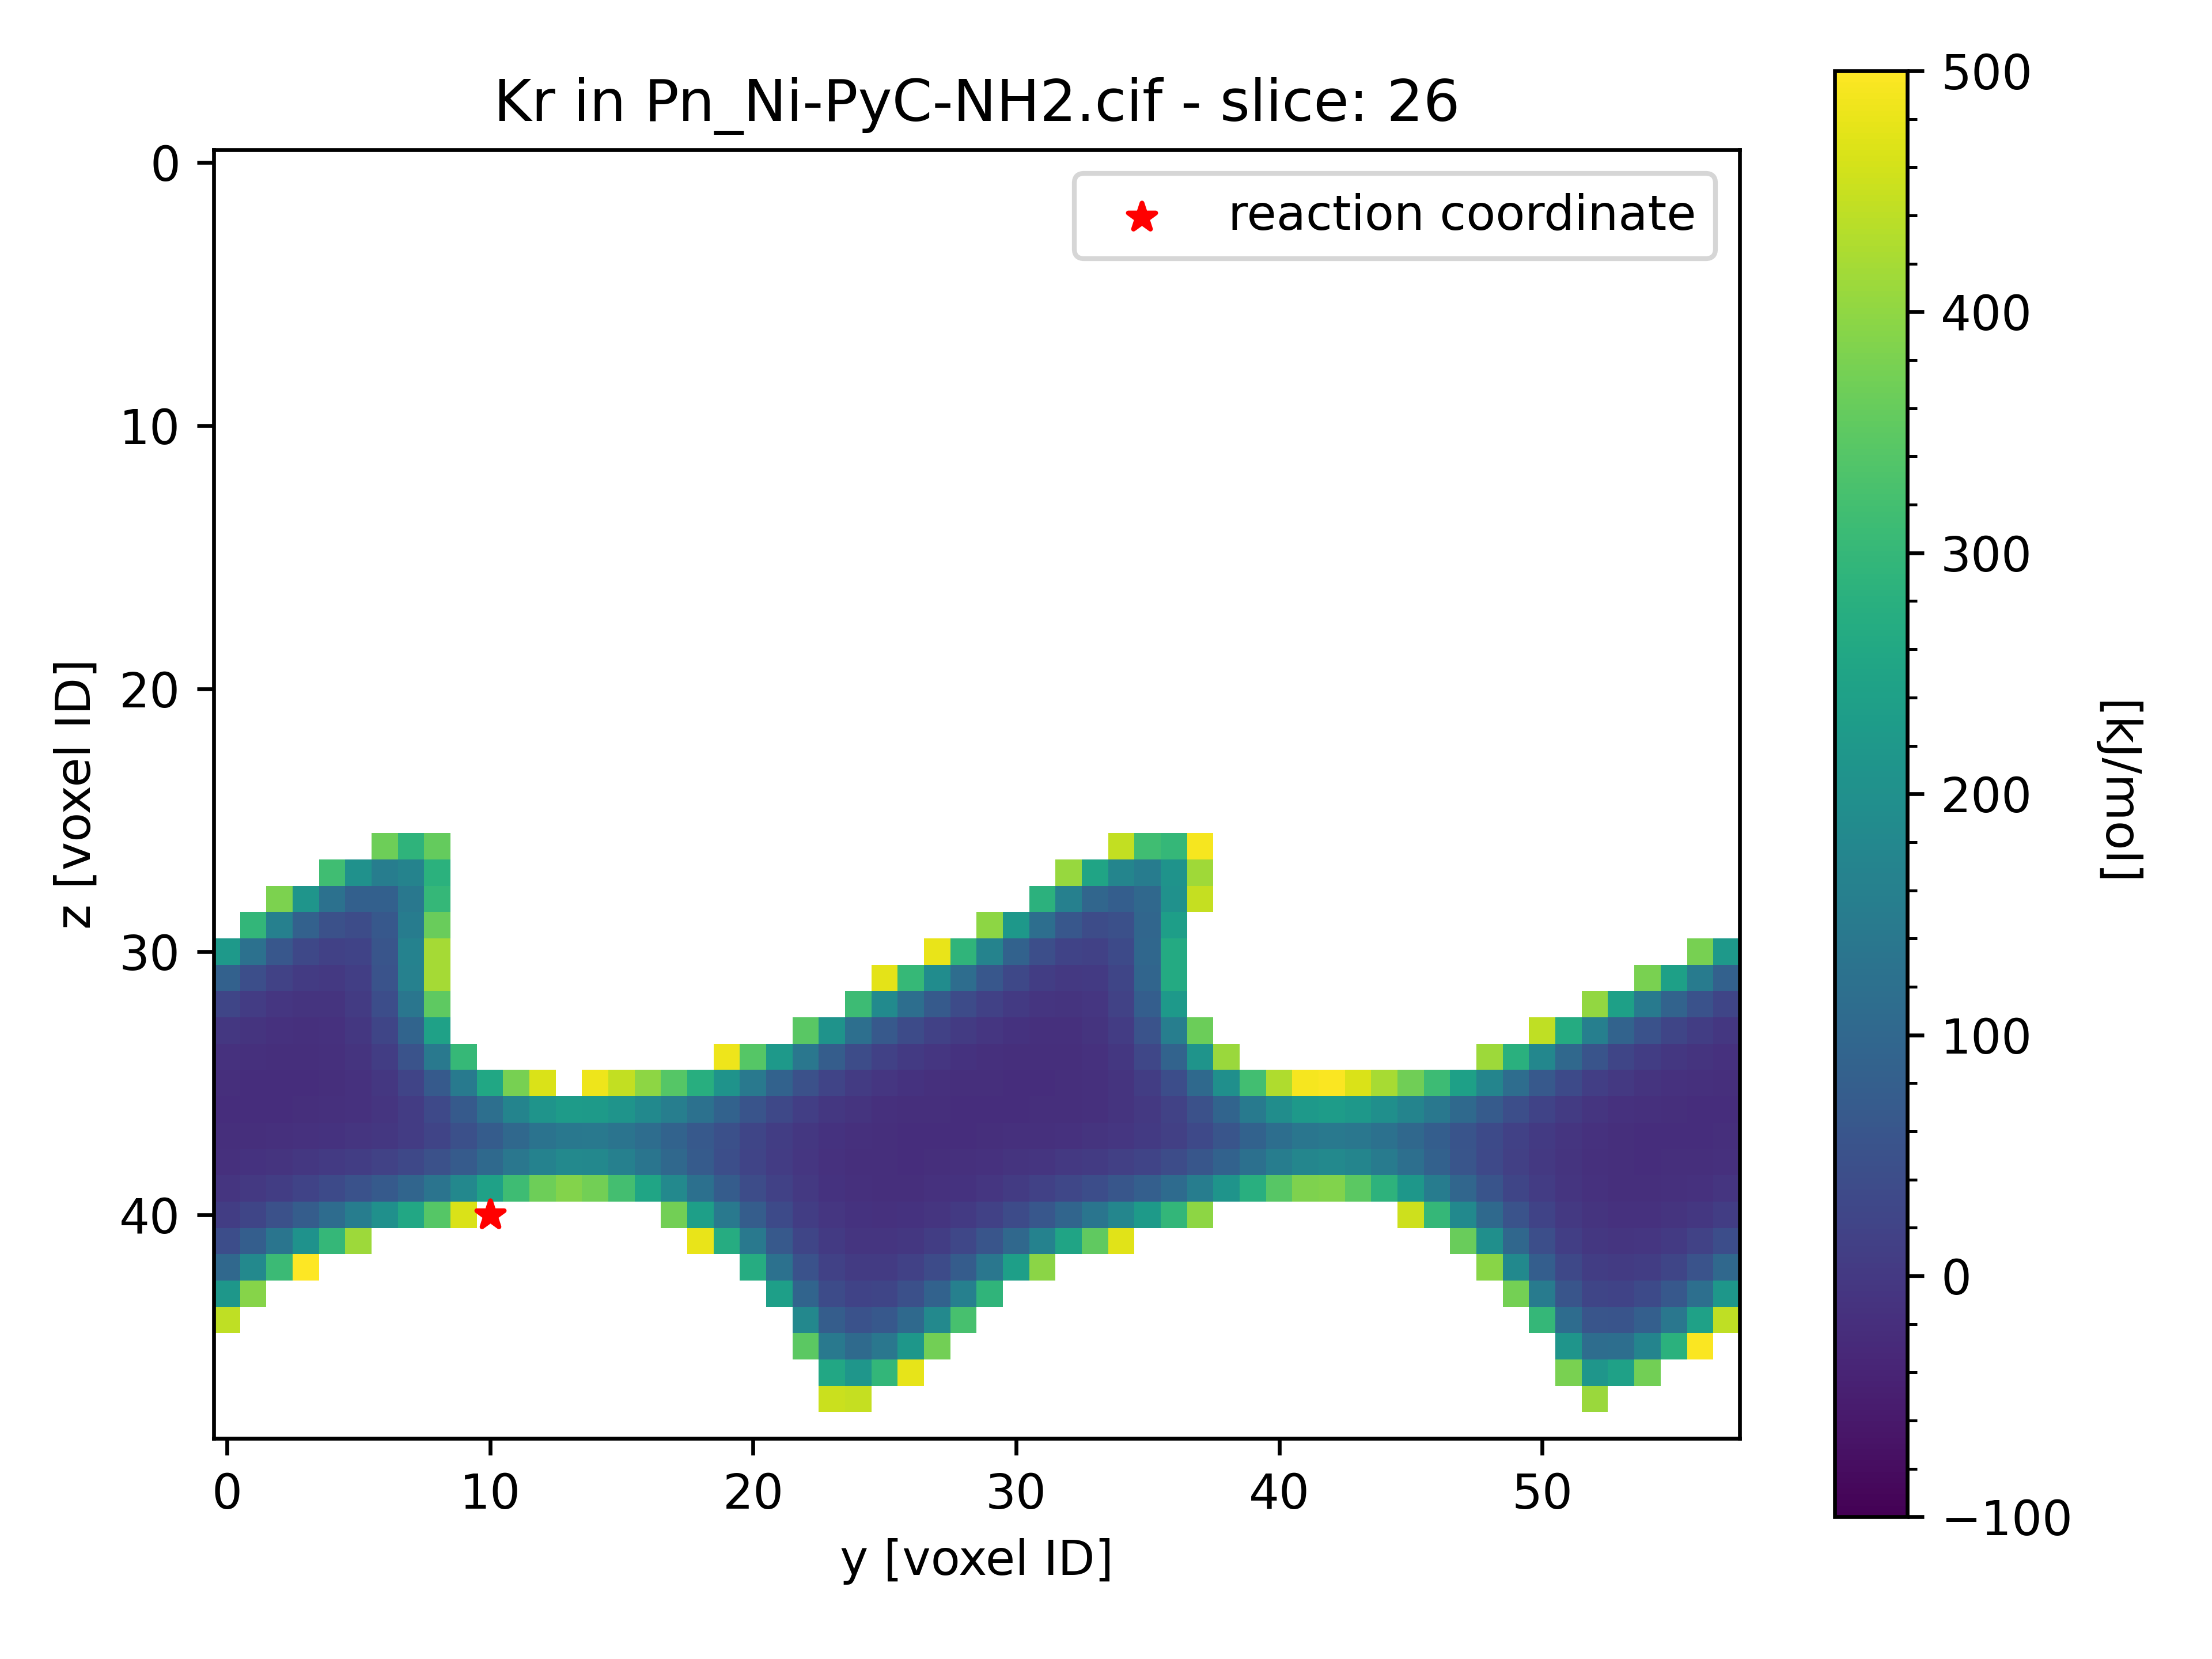 Kr in Pn_Ni-PyC-NH2.cif - slice: 26
reaction coordinate
z [voxel ID]
0
10
20
30
40
0 10 20 30 40 50
y [voxel ID]
500
400
300
200
100
0
−100
[kJ/mol]